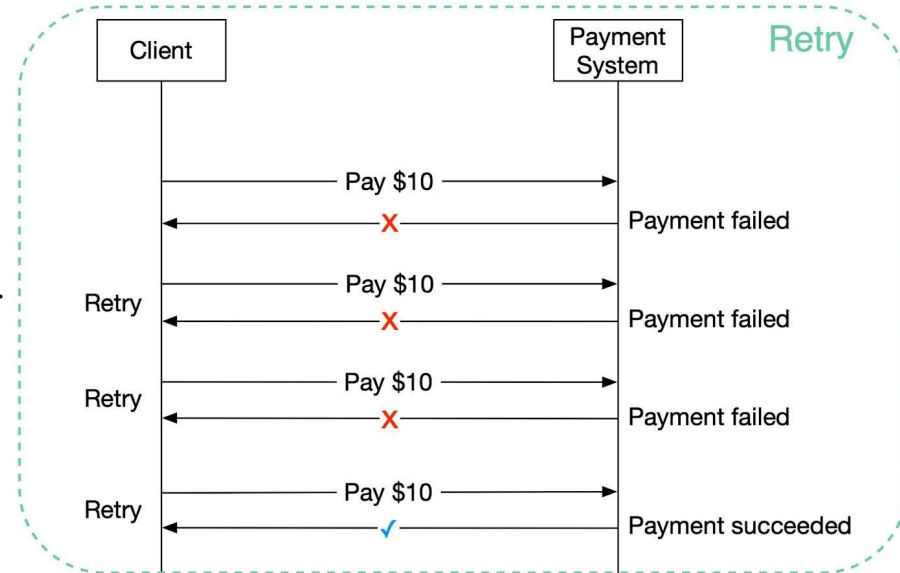 Client
Payment
System
Retry
Pay $10
X
Payment failed
Pay $10
Retry
X
Payment failed
Pay $10
Retry
X
Payment failed
Pay $10
Retry
✓
Payment succeeded